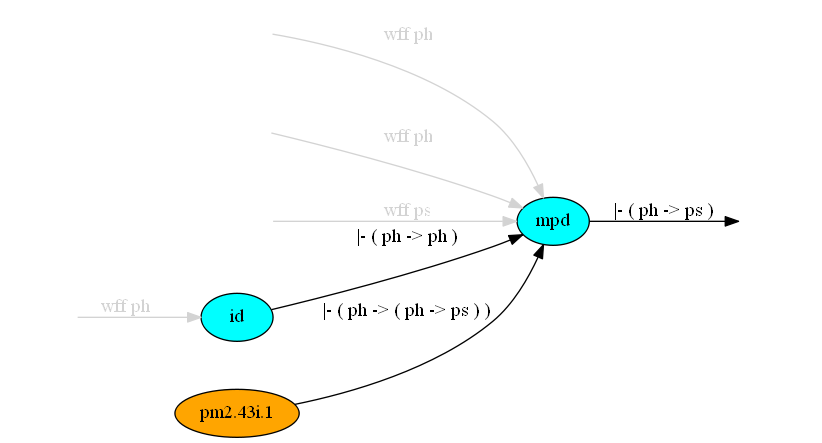 wff ph
wff ph
wff ps
mpd
|- ( ph -> ps )
|- ( ph -> ph )
wff ph
id
|- ( ph -> ( ph -> ps ) )
pm2.43i.1